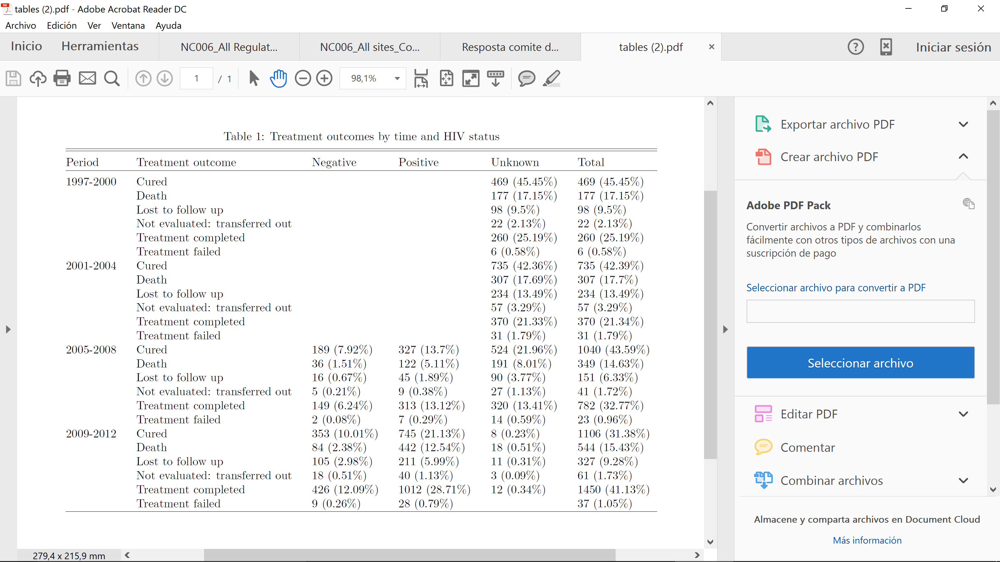 tables (2).pdf - Adobe Acrobat Reader DC
Archivo Edición Ver Ventana Ayuda
Inicio Herramientas NC006_All Regulat... NC006_All sites_Co... Resposta comite d... tables (2).pdf × ? Iniciar sesión
1 / 1 98,1%
Table 1: Treatment outcomes by time and HIV status
Period Treatment outcome Negative Positive Unknown Total
1997-2000 Cured 469 (45.45%) 469 (45.45%)
Death 177 (17.15%) 177 (17.15%)
Lost to follow up 98 (9.5%) 98 (9.5%)
Not evaluated: transferred out 22 (2.13%) 22 (2.13%)
Treatment completed 260 (25.19%) 260 (25.19%)
Treatment failed 6 (0.58%) 6 (0.58%)
2001-2004 Cured 735 (42.36%) 735 (42.39%)
Death 307 (17.69%) 307 (17.7%)
Lost to follow up 234 (13.49%) 234 (13.49%)
Not evaluated: transferred out 57 (3.29%) 57 (3.29%)
Treatment completed 370 (21.33%) 370 (21.34%)
Treatment failed 31 (1.79%) 31 (1.79%)
2005-2008 Cured 189 (7.92%) 327 (13.7%) 524 (21.96%) 1040 (43.59%)
Death 36 (1.51%) 122 (5.11%) 191 (8.01%) 349 (14.63%)
Lost to follow up 16 (0.67%) 45 (1.89%) 90 (3.77%) 151 (6.33%)
Not evaluated: transferred out 5 (0.21%) 9 (0.38%) 27 (1.13%) 41 (1.72%)
Treatment completed 149 (6.24%) 313 (13.12%) 320 (13.41%) 782 (32.77%)
Treatment failed 2 (0.08%) 7 (0.29%) 14 (0.59%) 23 (0.96%)
2009-2012 Cured 353 (10.01%) 745 (21.13%) 8 (0.23%) 1106 (31.38%)
Death 84 (2.38%) 442 (12.54%) 18 (0.51%) 544 (15.43%)
Lost to follow up 105 (2.98%) 211 (5.99%) 11 (0.31%) 327 (9.28%)
Not evaluated: transferred out 18 (0.51%) 40 (1.13%) 3 (0.09%) 61 (1.73%)
Treatment completed 426 (12.09%) 1012 (28.71%) 12 (0.34%) 1450 (41.13%)
Treatment failed 9 (0.26%) 28 (0.79%) 37 (1.05%)
279,4 x 215,9 mm
Exportar archivo PDF
Crear archivo PDF
Adobe PDF Pack
Convertir archivos a PDF y combinarlos
fácilmente con otros tipos de archivos con una
suscripción de pago
Seleccionar archivo para convertir a PDF
Seleccionar archivo
Editar PDF
Comentar
Combinar archivos
Almacene y comparta archivos en Document Cloud
Más información